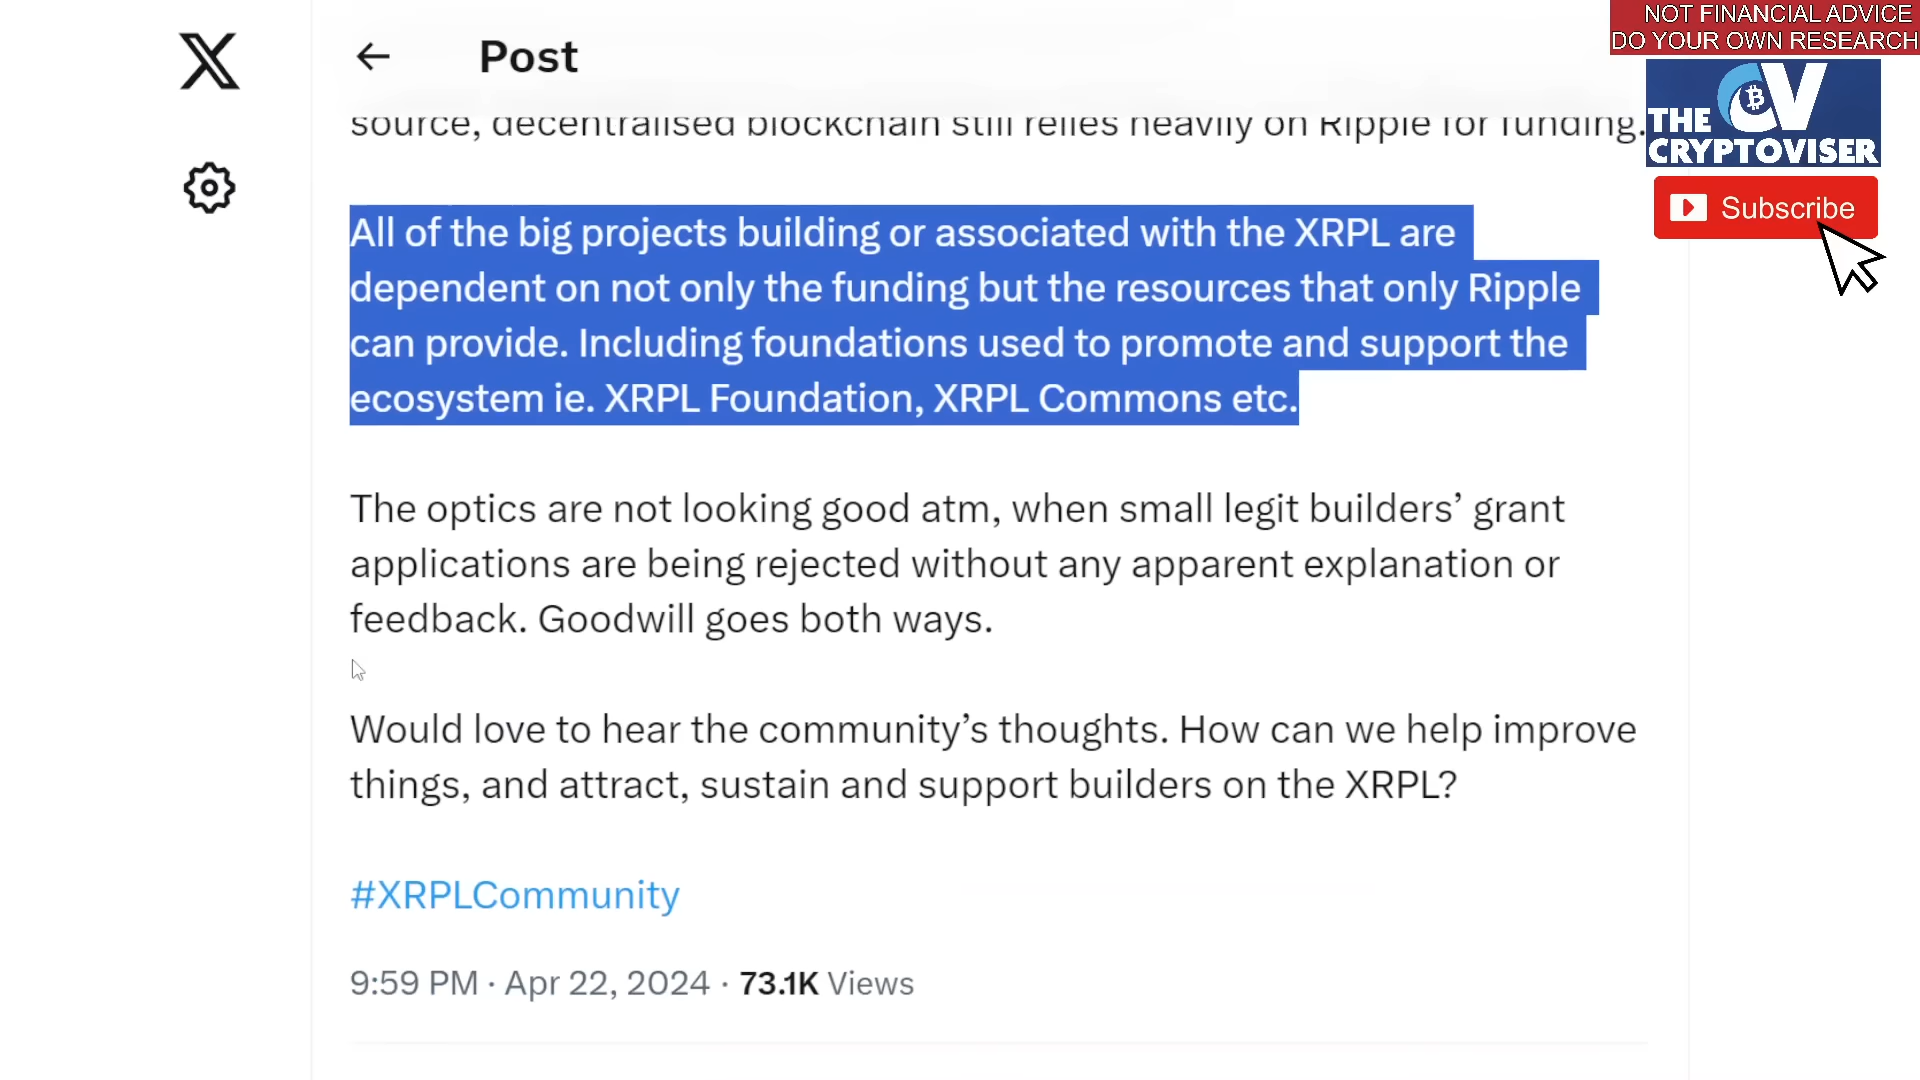 NOT FINANCIAL ADVICE
DO YOUR OWN RESEARCH
Post
THE CV
CRYPTOVISER
Subscribe
source, decentralised blockchain still relies heavily on Ripple for funding.
All of the big projects building or associated with the XRPL are
dependent on not only the funding but the resources that only Ripple
can provide. Including foundations used to promote and support the
ecosystem ie. XRPL Foundation, XRPL Commons etc.
The optics are not looking good atm, when small legit builders’ grant
applications are being rejected without any apparent explanation or
feedback. Goodwill goes both ways.
Would love to hear the community’s thoughts. How can we help improve
things, and attract, sustain and support builders on the XRPL?
#XRPLCommunity
9:59 PM · Apr 22, 2024 · 73.1K Views